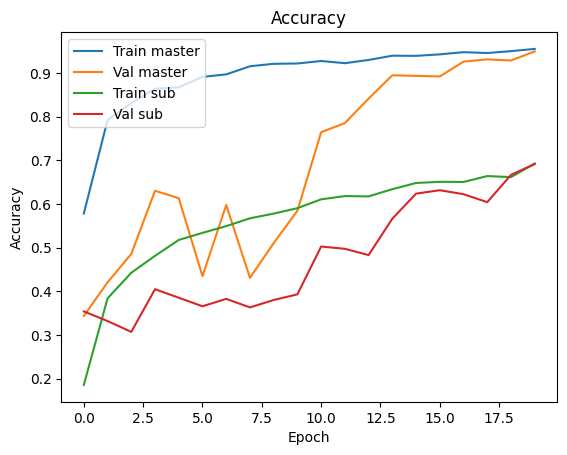 Accuracy
Train master
Val master
Train sub
Val sub
0.9
0.8
0.7
0.6
0.5
0.4
0.3
0.2
Accuracy
0.0 2.5 5.0 7.5 10.0 12.5 15.0 17.5
Epoch